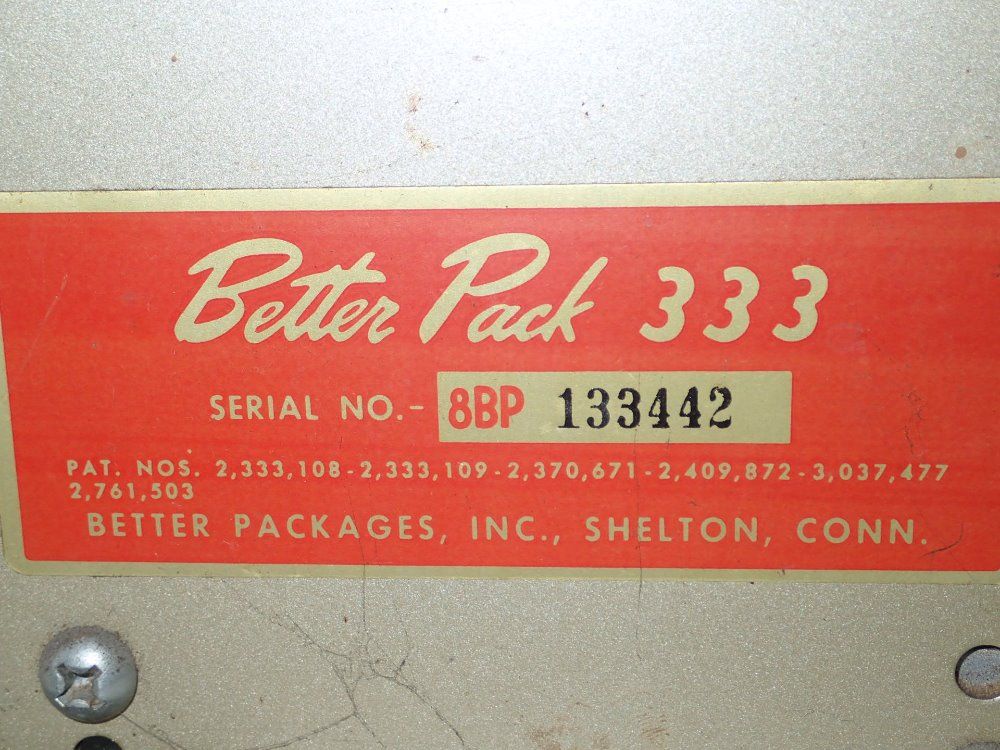 Better Pack 333
SERIAL NO.- 8BP 133442
PAT. NOS. 2,333,108-2,333,109-2,370,671-2,409,872-3,037,477
2,761,503
BETTER PACKAGES, INC., SHELTON, CONN.